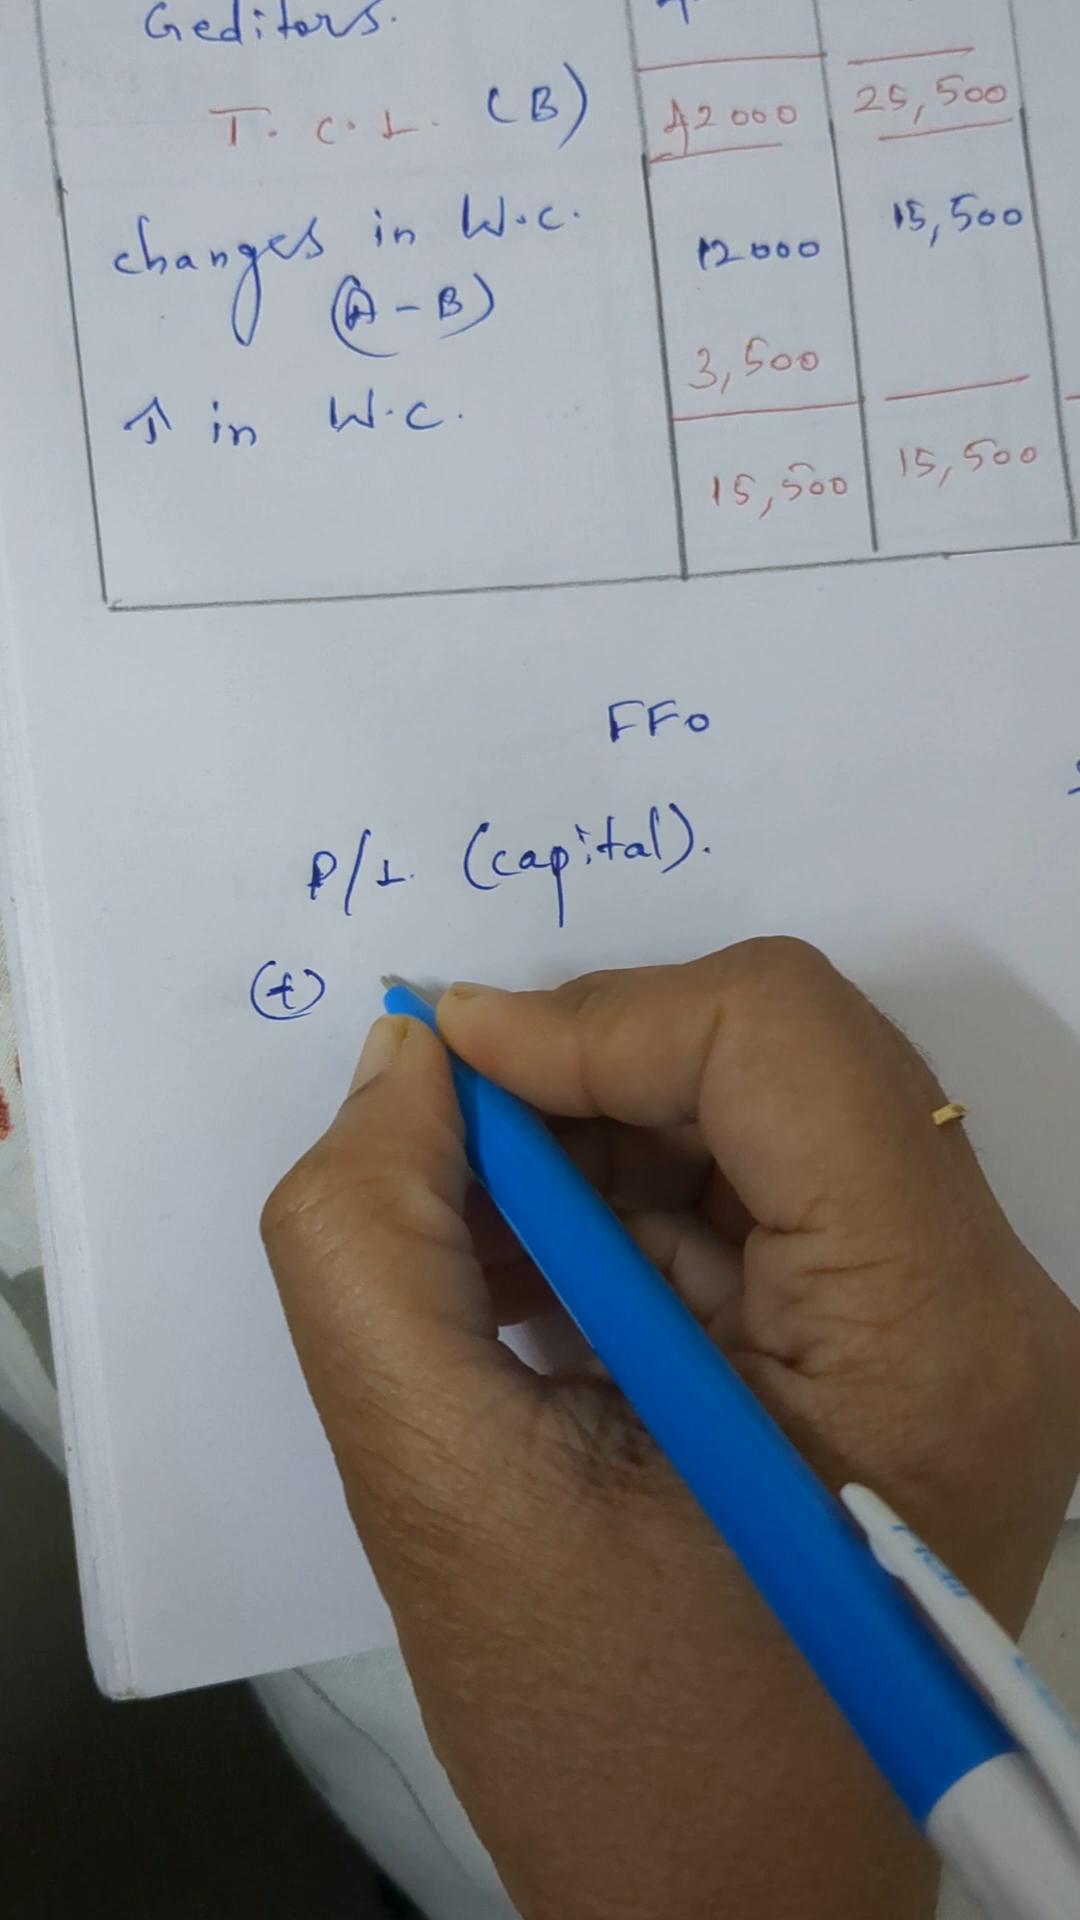 Creditors.
T. C. L. (B) 42000 25,500
changes in W.C. 12000 15,500
(A - B)
↑ in W.C. 3,500
15,500 15,500
FFO
P/L. (capital).
(+)